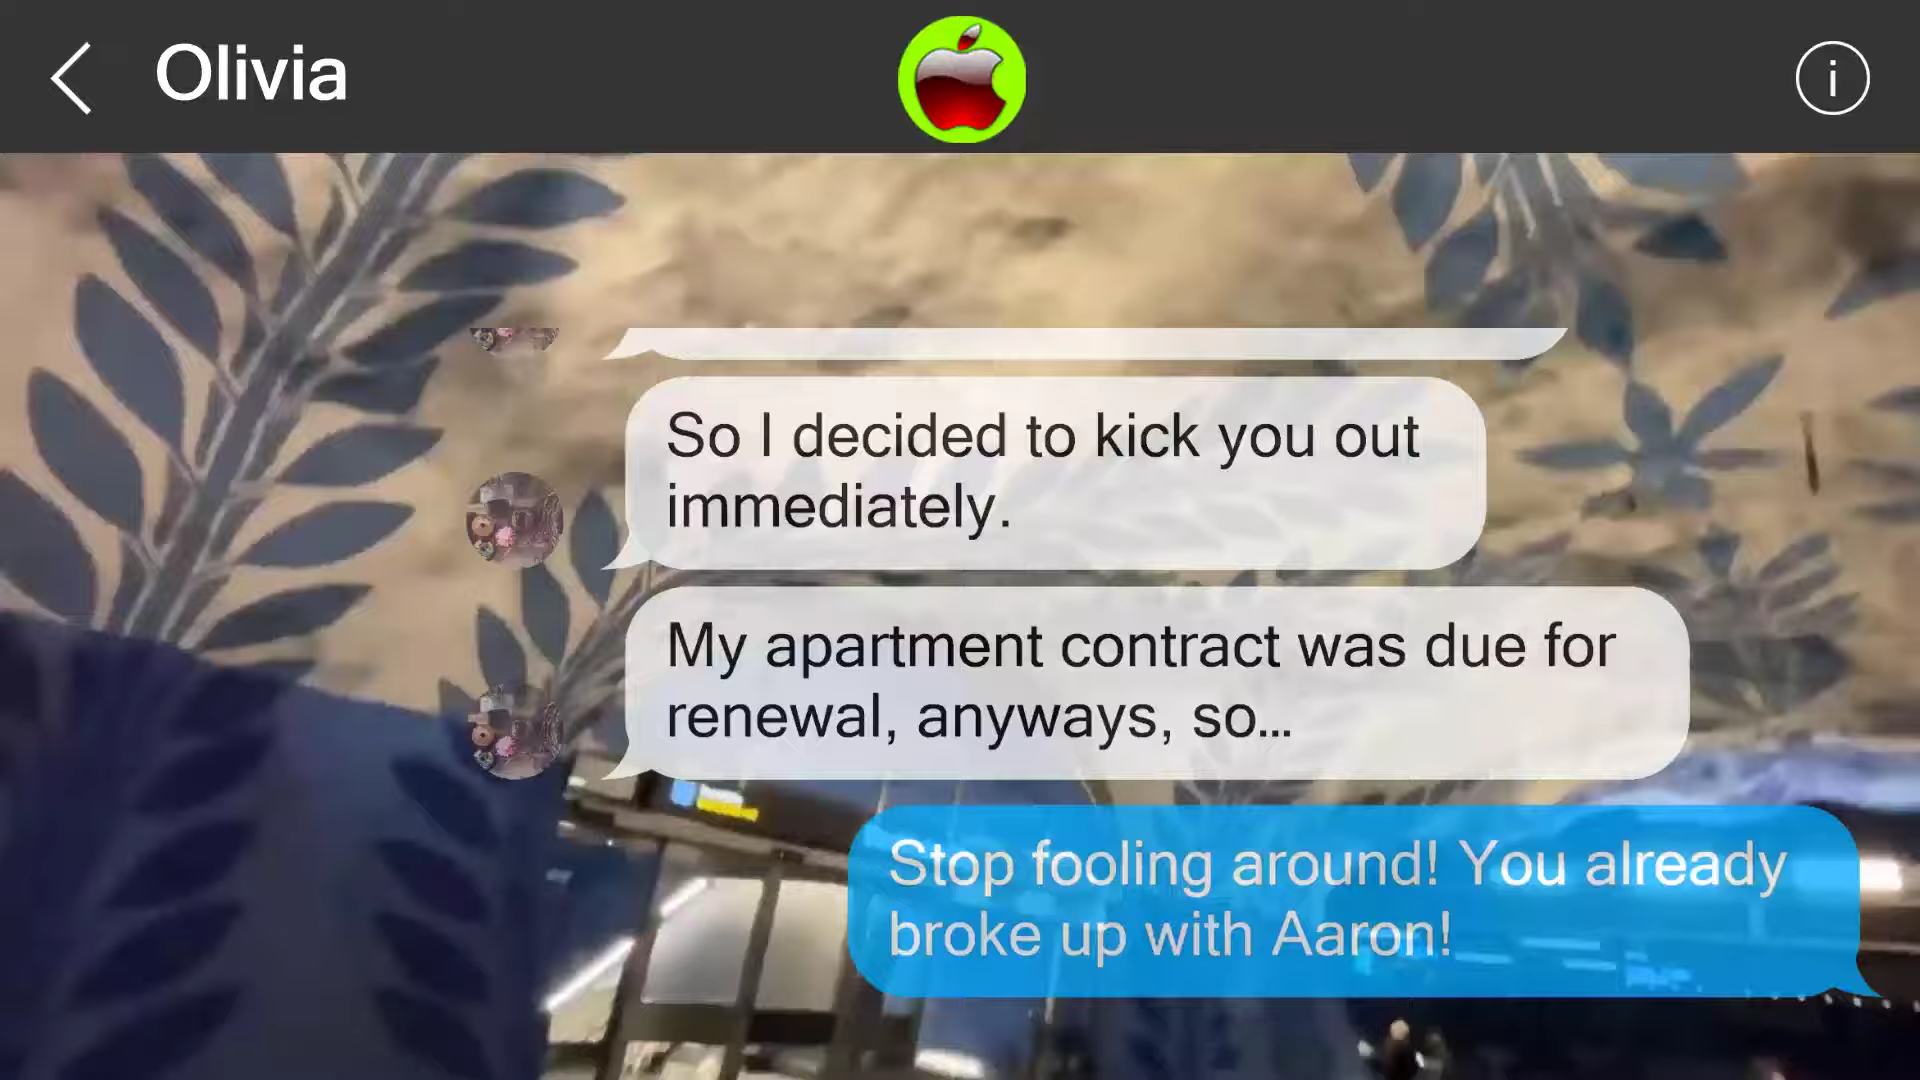 Olivia
So I decided to kick you out
immediately.
My apartment contract was due for
renewal, anyways, so...
Stop fooling around! You already
broke up with Aaron!